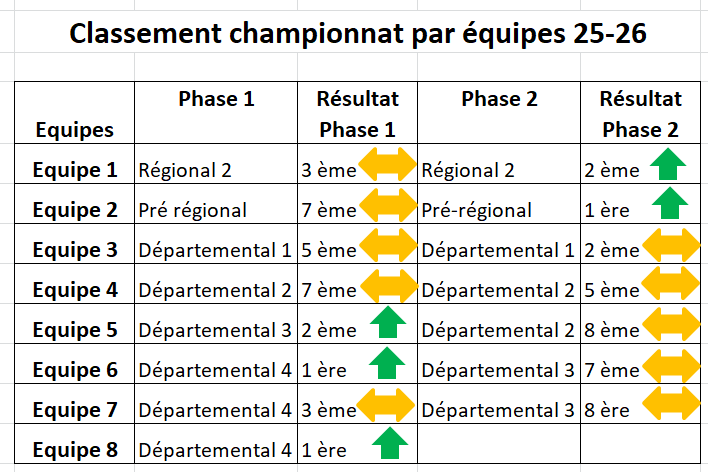 Classement championnat par équipes 25-26
Equipes Phase 1 Résultat Phase 1 Phase 2 Résultat Phase 2
Equipe 1 Régional 2 3 ème Régional 2 2 ème
Equipe 2 Pré régional 7 ème Pré-régional 1 ère
Equipe 3 Départemental 1 5 ème Départemental 1 2 ème
Equipe 4 Départemental 2 7 ème Départemental 2 5 ème
Equipe 5 Départemental 3 2 ème Départemental 2 8 ème
Equipe 6 Départemental 4 1 ère Départemental 3 7 ème
Equipe 7 Départemental 4 3 ème Départemental 3 8 ère
Equipe 8 Départemental 4 1 ère